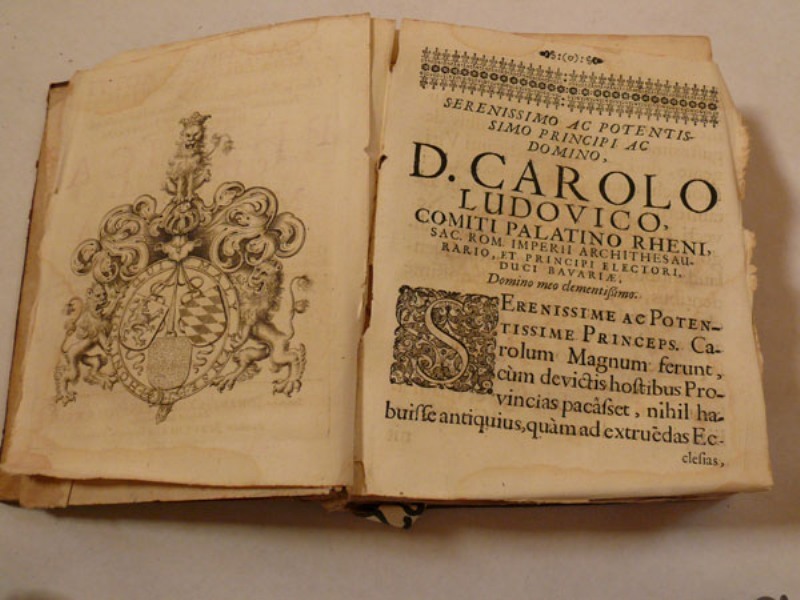 :(o):
SERENISSIMO AC POTENTIS-
SIMO PRINCIPI AC
DOMINO,
D. CAROLO
LUDOVICO,
COMITI PALATINO RHENI,
SAC. ROM. IMPERII ARCHITHESAU-
RARIO, ET PRINCIPI ELECTORI,
DUCI BAVARIÆ,
Domino meo clementiſſimo.
SERENISSIME AC POTEN-
TISSIME PRINCEPS. Ca-
rolum Magnum ferunt,
cùm devictis hoſtibus Pro-
vincias pacâſſet, nihil ha-
buiſſe antiquius, quàm ad extruēdas Ec-
cleſias,